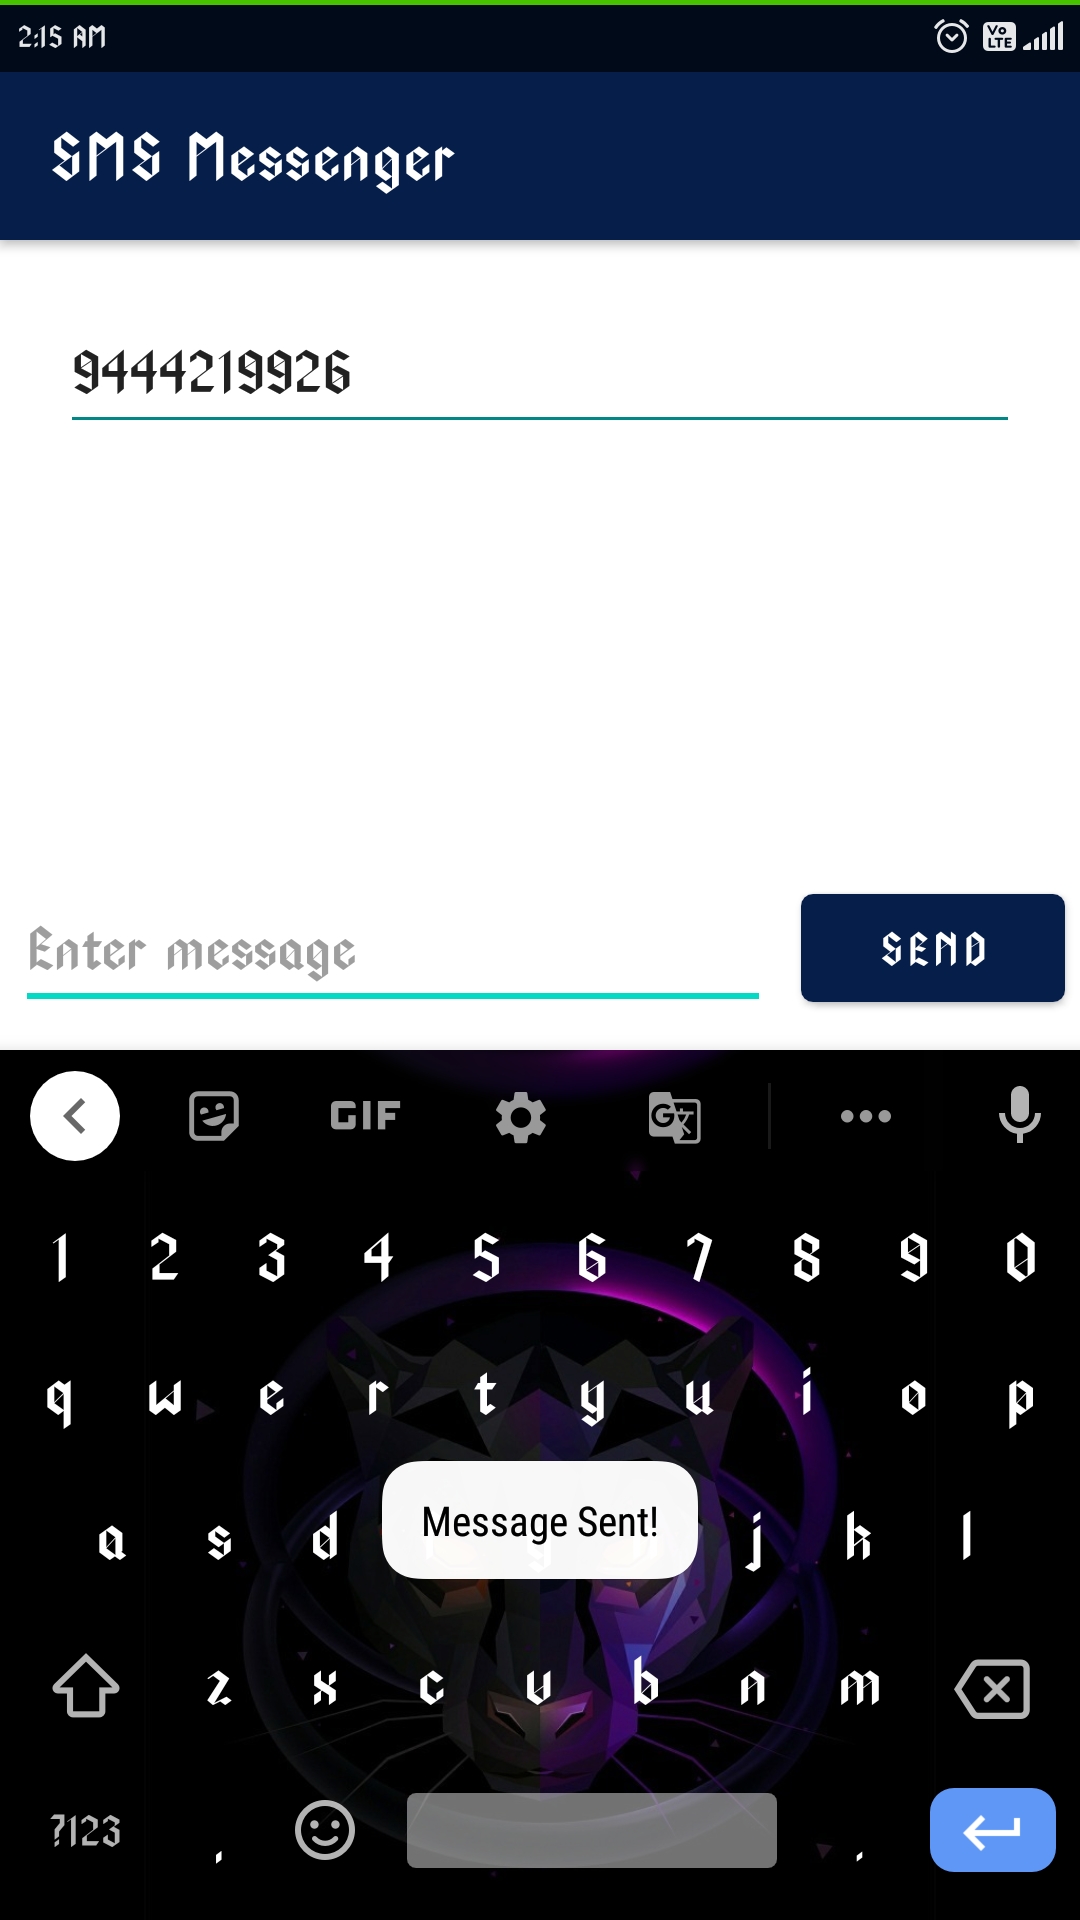 2:15 AM Vo LTE
SMS Messenger
9444219926
Enter message SEND
GIF G
1 2 3 4 5 6 7 8 9 0
q w e r t y u i o p
a s d g j k l
Message Sent!
z x c v b n m
?123 , .